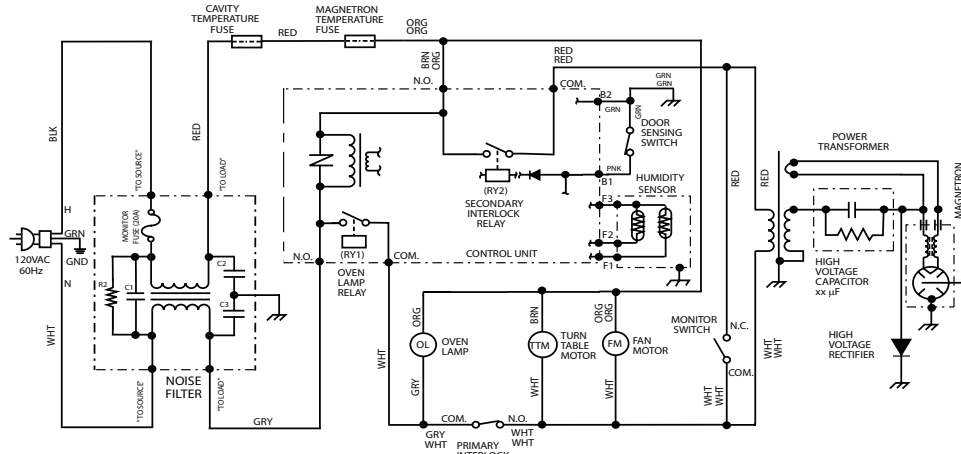 CAVITY
TEMPERATURE
FUSE
MAGNETRON
TEMPERATURE
FUSE
ORG
ORG
RED
RED
RED
BRN
ORG
N.O.
COM.
GRN
GRN
B2
GRN
GRN
DOOR
SENSING
SWITCH
PNK
B1
HUMIDITY
SENSOR
F3
F2
F1
(RY2)
SECONDARY
INTERLOCK
RELAY
CONTROL UNIT
(RY1)
N.O.
COM.
OVEN
LAMP
RELAY
BLK
RED
"TO SOURCE"
"TO LOAD"
MONITOR
FUSE (20A)
H
GRN
GND
120VAC
60Hz
N
R2
C1
C2
C3
WHT
"TO SOURCE"
"TO LOAD"
NOISE
FILTER
GRY
WHT
ORG
OL
OVEN
LAMP
GRY
BRN
TTM
TURN
TABLE
MOTOR
WHT
ORG
ORG
FM
FAN
MOTOR
WHT
MONITOR
SWITCH
N.C.
COM.
WHT
WHT
WHT
WHT
COM.
N.O.
GRY
WHT
WHT
WHT
PRIMARY
INTERLOCK
RED
RED
POWER
TRANSFORMER
HIGH
VOLTAGE
CAPACITOR
xx µF
HIGH
VOLTAGE
RECTIFIER
MAGNETRON